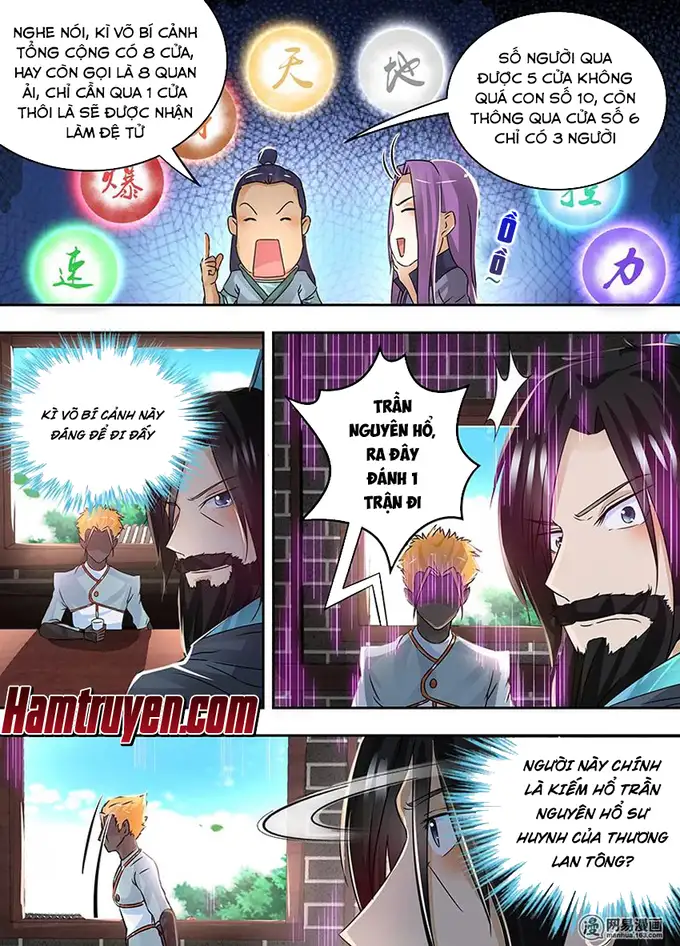 NGHE NÓI, KÌ VÕ BÍ CẢNH
TỔNG CỘNG CÓ 8 CỬA,
HAY CÒN GỌI LÀ 8 QUAN
ẢI, CHỈ CẦN QUA 1 CỬA
THÔI LÀ SẼ ĐƯỢC NHẬN
LÀM ĐỆ TỬ
SỐ NGƯỜI QUA
ĐƯỢC 5 CỬA KHÔNG
QUÁ CON SỐ 10, CÒN
THÔNG QUA CỬA SỐ 6
CHỈ CÓ 3 NGƯỜI
天
地
爆
速
控
力
Ồ
Ồ~
KÌ VÕ BÍ CẢNH NÀY
ĐÁNG ĐỂ ĐI ĐẤY
TRẦN
NGUYÊN HỔ,
RA ĐÂY
ĐÁNH 1
TRẬN ĐI
Hamtruyen.com
NGƯỜI NÀY CHÍNH
LÀ KIẾM HỔ TRẦN
NGUYÊN HỔ SƯ
HUYNH CỦA THƯƠNG
LAN TÔNG?
漫 网易漫画
manhua.163.com